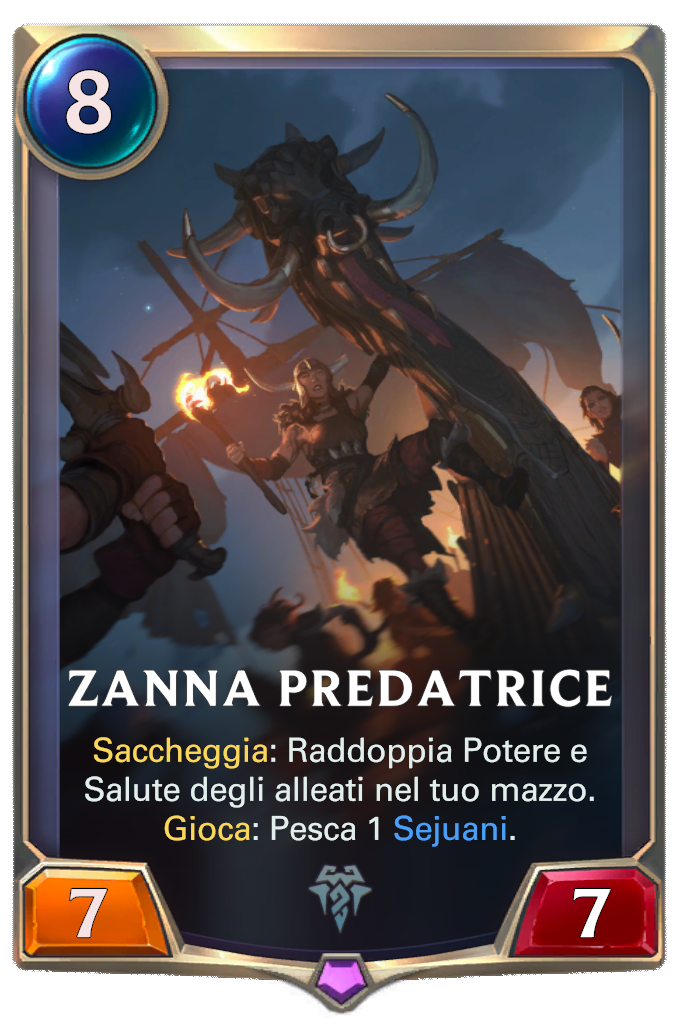 8
ZANNA PREDATRICE
Saccheggia: Raddoppia Potere e
Salute degli alleati nel tuo mazzo.
Gioca: Pesca 1 Sejuani.
7
7